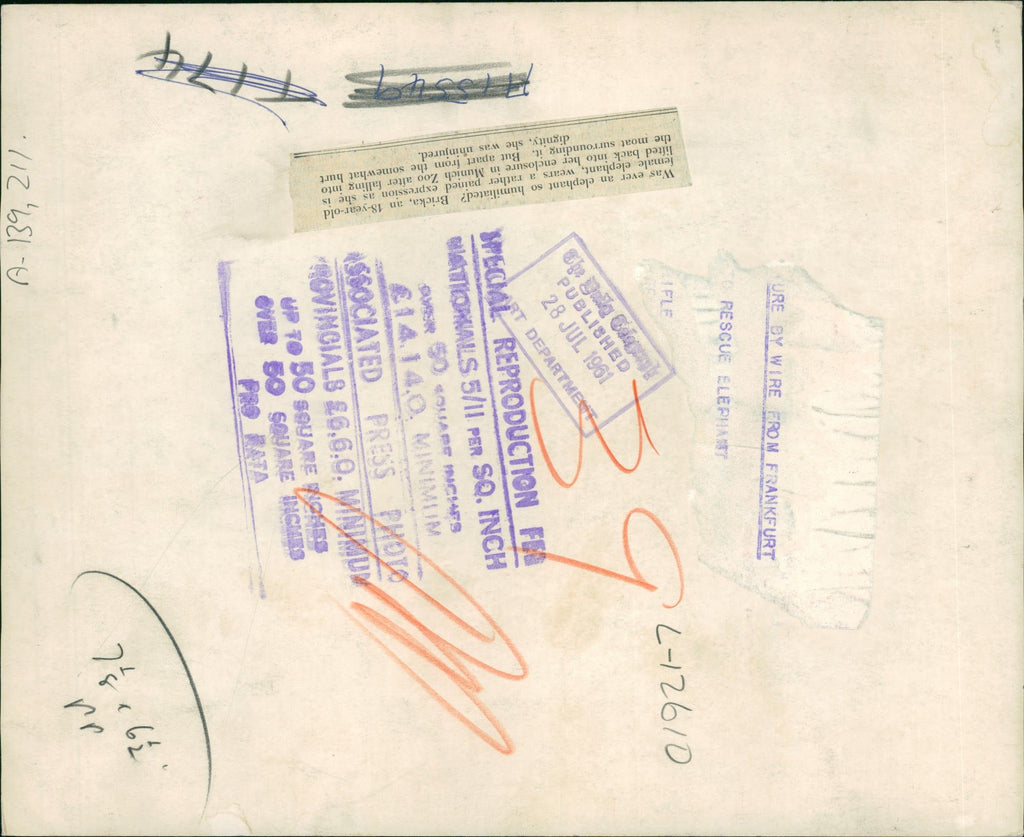 A-139, 211.
Was ever an elephant so humiliated? Bricka, an 18-year-old
female elephant, wears a rather pained expression as she is
lifted back into her enclosure in Munich Zoo after falling into
the moat surrounding it. But apart from the somewhat hurt
dignity, she was uninjured.
URE BY WIRE FROM FRANKFURT
RESCUE ELEPHANT
The Daily Telegraph
PUBLISHED
28 JUL 1961
ART DEPARTMENT
SPECIAL REPRODUCTION FEE
NATIONALS 5/11 PER SQ. INCH
OVER 50 SQUARE INCHES
£14.14.0. MINIMUM
ASSOCIATED PRESS PHOTO
PROVINCIALS £6.6.0. MINIMUM
UP TO 50 SQUARE INCHES
OVER 50 SQUARE INCHES
PRO RATA
L-12910